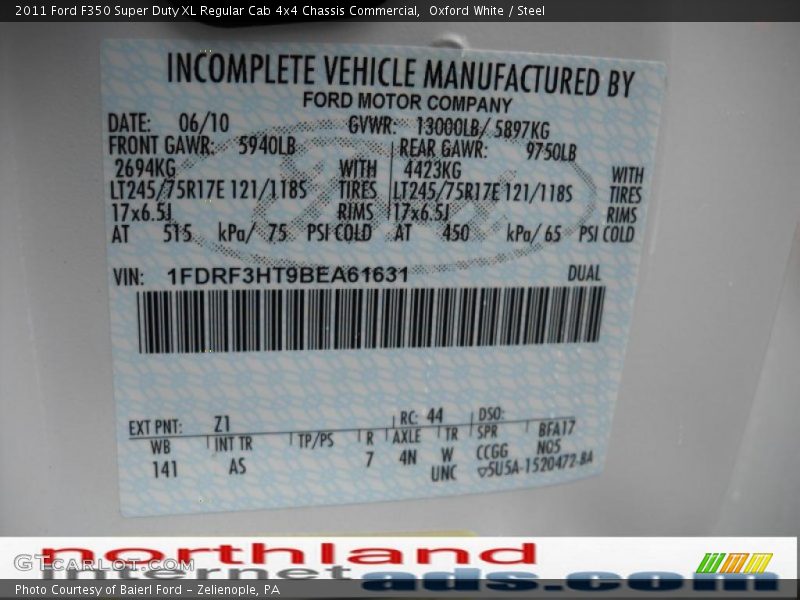 2011 Ford F350 Super Duty XL Regular Cab 4x4 Chassis Commercial, Oxford White / Steel
INCOMPLETE VEHICLE MANUFACTURED BY
FORD MOTOR COMPANY
DATE: 06/10 GVWR: 13000LB/ 5897KG
FRONT GAWR: 5940LB REAR GAWR: 9750LB
2694KG WITH 4423KG WITH
LT245/75R17E 121/118S TIRES LT245/75R17E 121/118S TIRES
17x6.5J RIMS 17x6.5J RIMS
AT 515 kPa/ 75 PSI COLD AT 450 kPa/ 65 PSI COLD
VIN: 1FDRF3HT9BEA61631 DUAL
EXT PNT: Z1 RC: 44 DSO:
WB INT TR TP/PS R AXLE TR SPR BFA17
141 AS 7 4N W CCGG NOS
UNC ▽5U5A-1520472-BA
northland
internet ads.com
GTCarLot.com
Photo Courtesy of Baierl Ford - Zelienople, PA